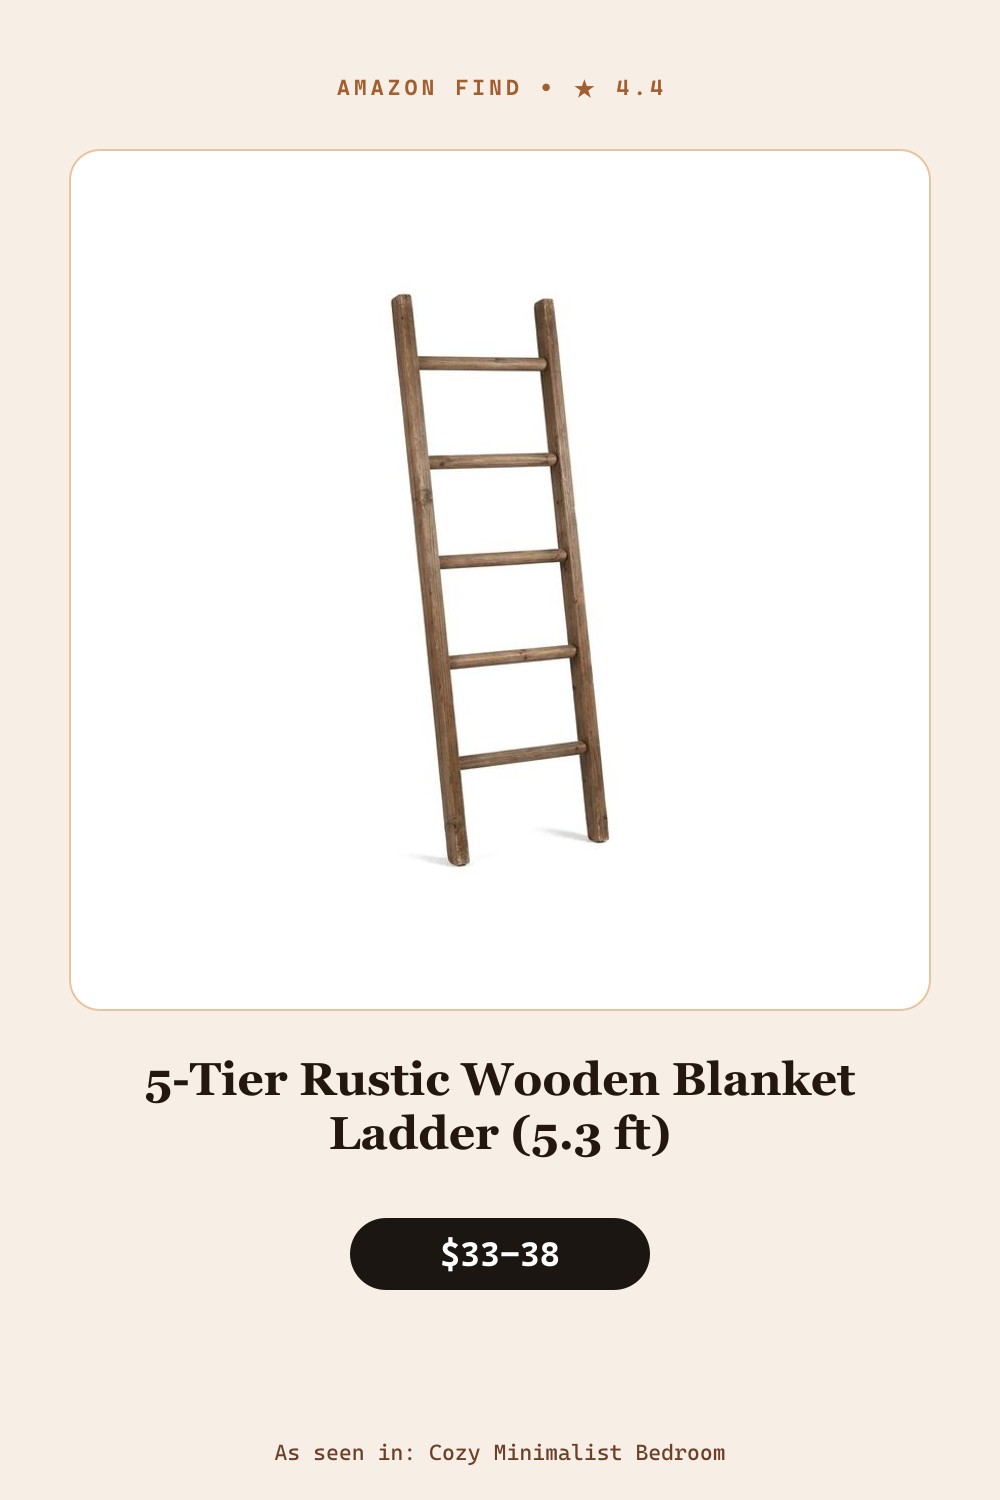 AMAZON FIND • ★ 4.4
5-Tier Rustic Wooden Blanket
Ladder (5.3 ft)
$33–38
As seen in: Cozy Minimalist Bedroom